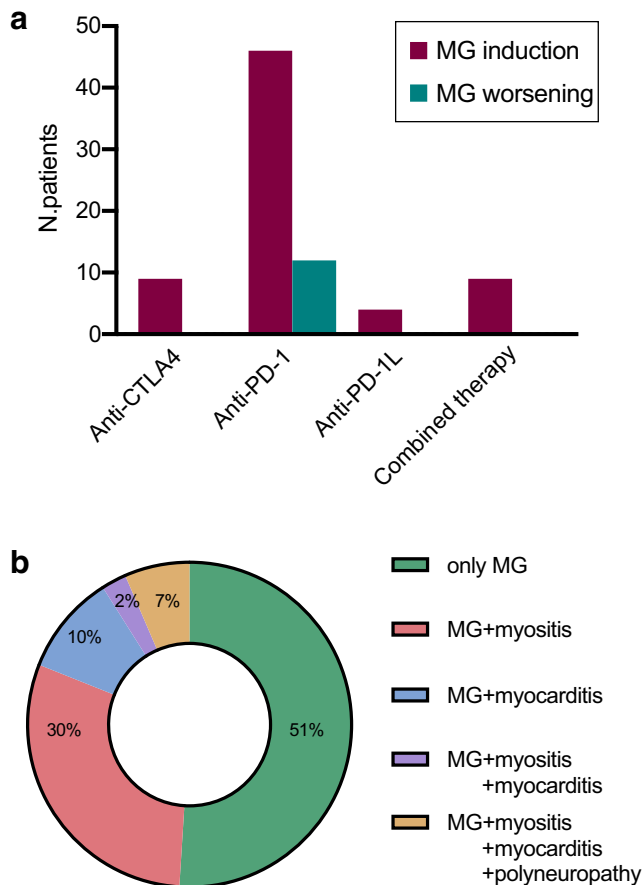 a
50
40
30
20
10
0
N.patients
MG induction
MG worsening
Anti-CTLA4
Anti-PD-1
Anti-PD-1L
Combined therapy
b
2%
7%
10%
30%
51%
only MG
MG+myositis
MG+myocarditis
MG+myositis
+myocarditis
MG+myositis
+myocarditis
+polyneuropathy